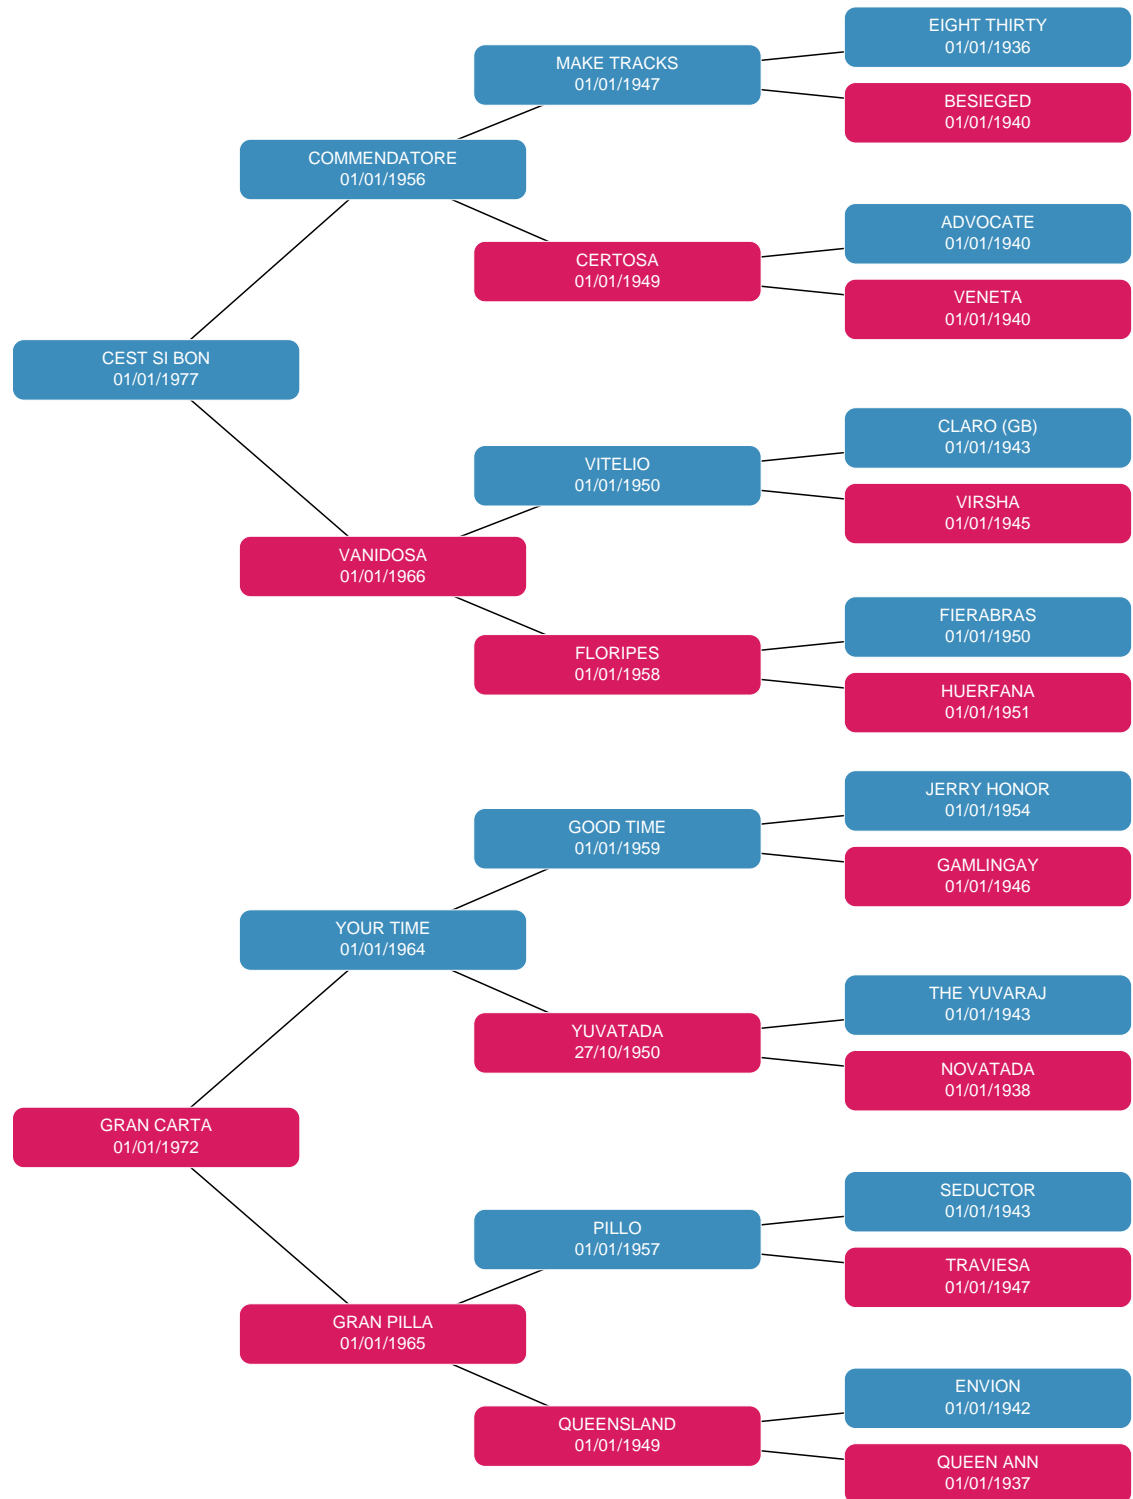 EIGHT THIRTY
01/01/1936
MAKE TRACKS
01/01/1947
BESIEGED
01/01/1940
COMMENDATORE
01/01/1956
ADVOCATE
01/01/1940
CERTOSA
01/01/1949
VENETA
01/01/1940
CEST SI BON
01/01/1977
CLARO (GB)
01/01/1943
VITELIO
01/01/1950
VIRSHA
01/01/1945
VANIDOSA
01/01/1966
FIERABRAS
01/01/1950
FLORIPES
01/01/1958
HUERFANA
01/01/1951
JERRY HONOR
01/01/1954
GOOD TIME
01/01/1959
GAMLINGAY
01/01/1946
YOUR TIME
01/01/1964
THE YUVARAJ
01/01/1943
YUVATADA
27/10/1950
NOVATADA
01/01/1938
GRAN CARTA
01/01/1972
SEDUCTOR
01/01/1943
PILLO
01/01/1957
TRAVIESA
01/01/1947
GRAN PILLA
01/01/1965
ENVION
01/01/1942
QUEENSLAND
01/01/1949
QUEEN ANN
01/01/1937